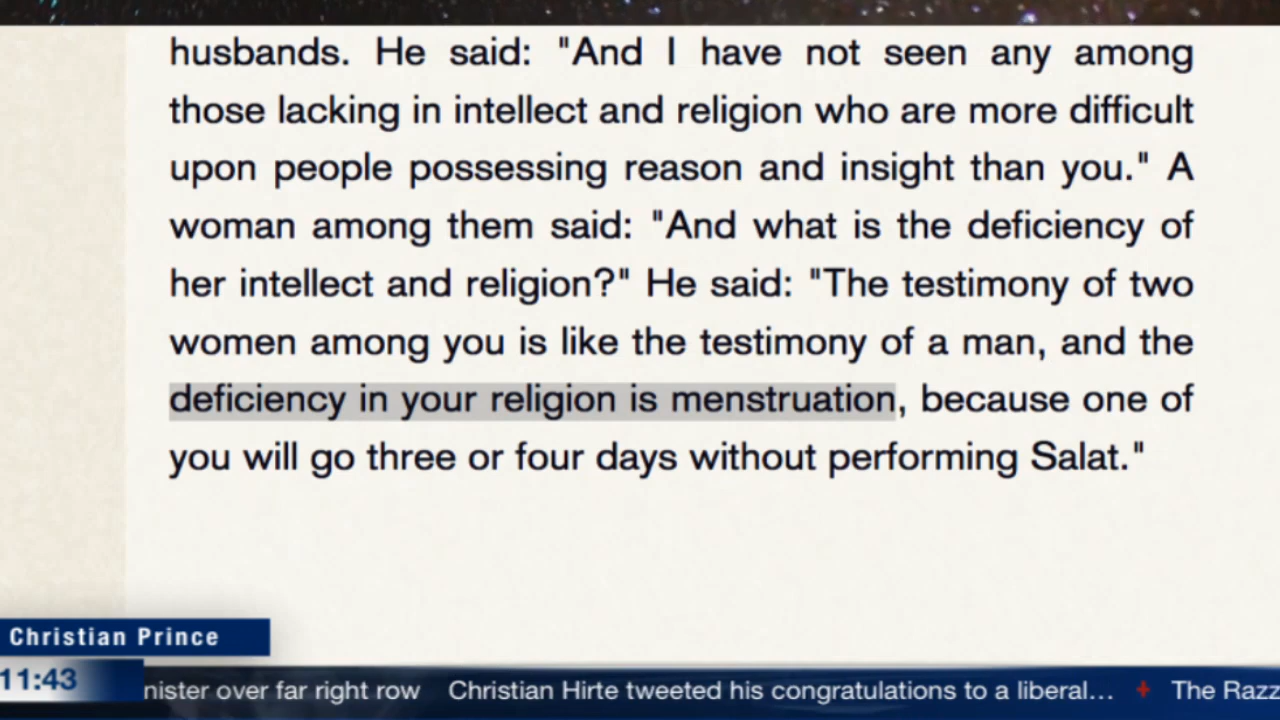 husbands. He said: "And I have not seen any among
those lacking in intellect and religion who are more difficult
upon people possessing reason and insight than you." A
woman among them said: "And what is the deficiency of
her intellect and religion?" He said: "The testimony of two
women among you is like the testimony of a man, and the
deficiency in your religion is menstruation, because one of
you will go three or four days without performing Salat."
Christian Prince
11:43
nister over far right row Christian Hirte tweeted his congratulations to a liberal... The Razz